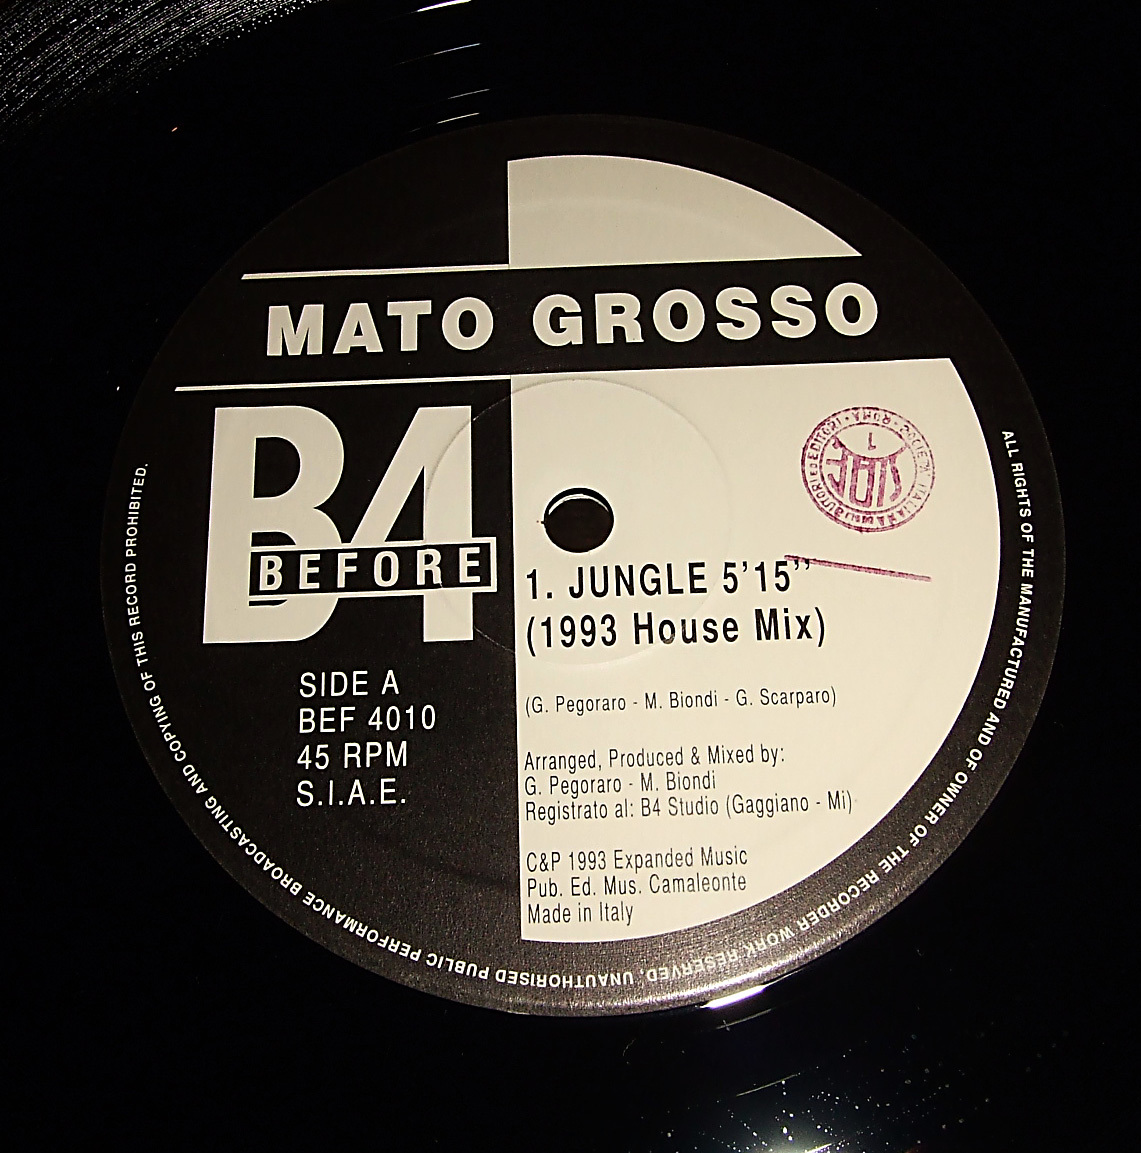 MATO GROSSO
B4
BEFORE
SIDE A
BEF 4010
45 RPM
S.I.A.E.
1. JUNGLE 5'15''
(1993 House Mix)
(G. Pegoraro - M. Biondi - G. Scarparo)
Arranged, Produced & Mixed by:
G. Pegoraro - M. Biondi
Registrato al: B4 Studio (Gaggiano - Mi)
C&P 1993 Expanded Music
Pub. Ed. Mus. Camaleonte
Made in Italy
ALL RIGHTS OF THE MANUFACTURED AND OF OWNER OF THE RECORDER WORK RESERVED, UNAUTHORISED PUBLIC PERFORMANCE BROADCASTING AND COPYING OF THIS RECORD PROHIBITED.
SIAE